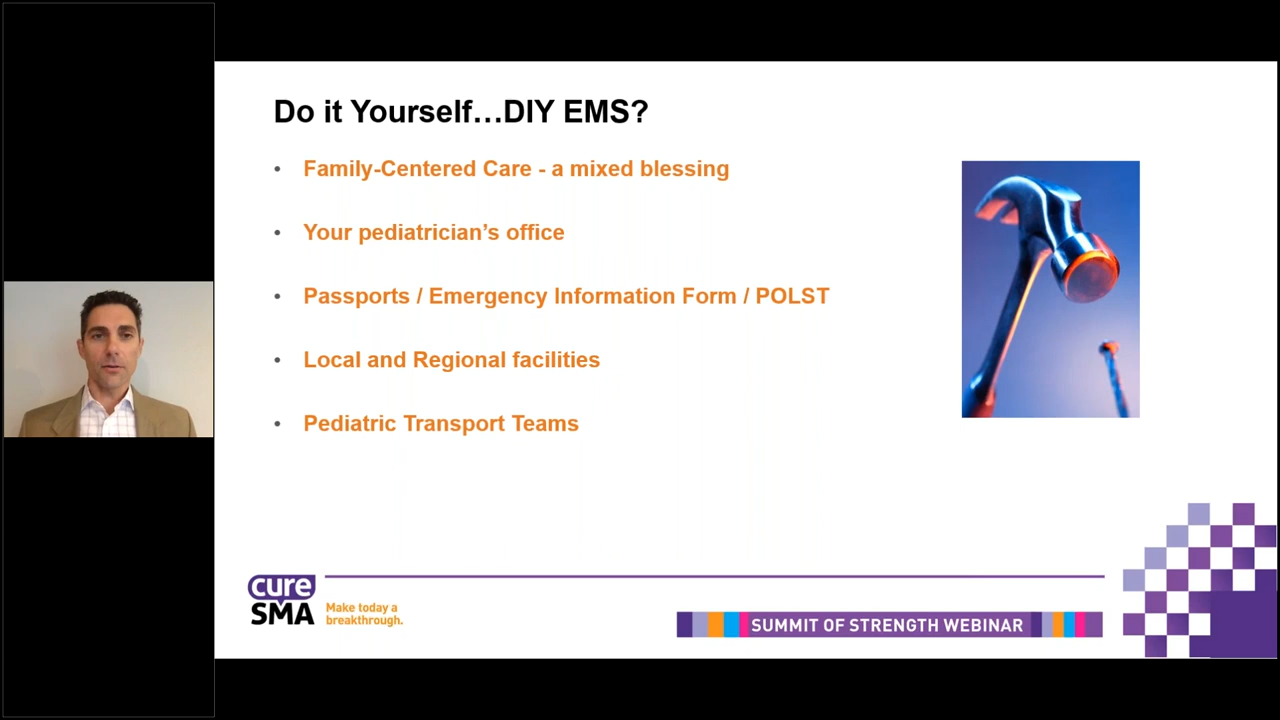 Do it Yourself…DIY EMS?
• Family-Centered Care - a mixed blessing
• Your pediatrician’s office
• Passports / Emergency Information Form / POLST
• Local and Regional facilities
• Pediatric Transport Teams
cure
SMA
Make today a
breakthrough.
SUMMIT OF STRENGTH WEBINAR